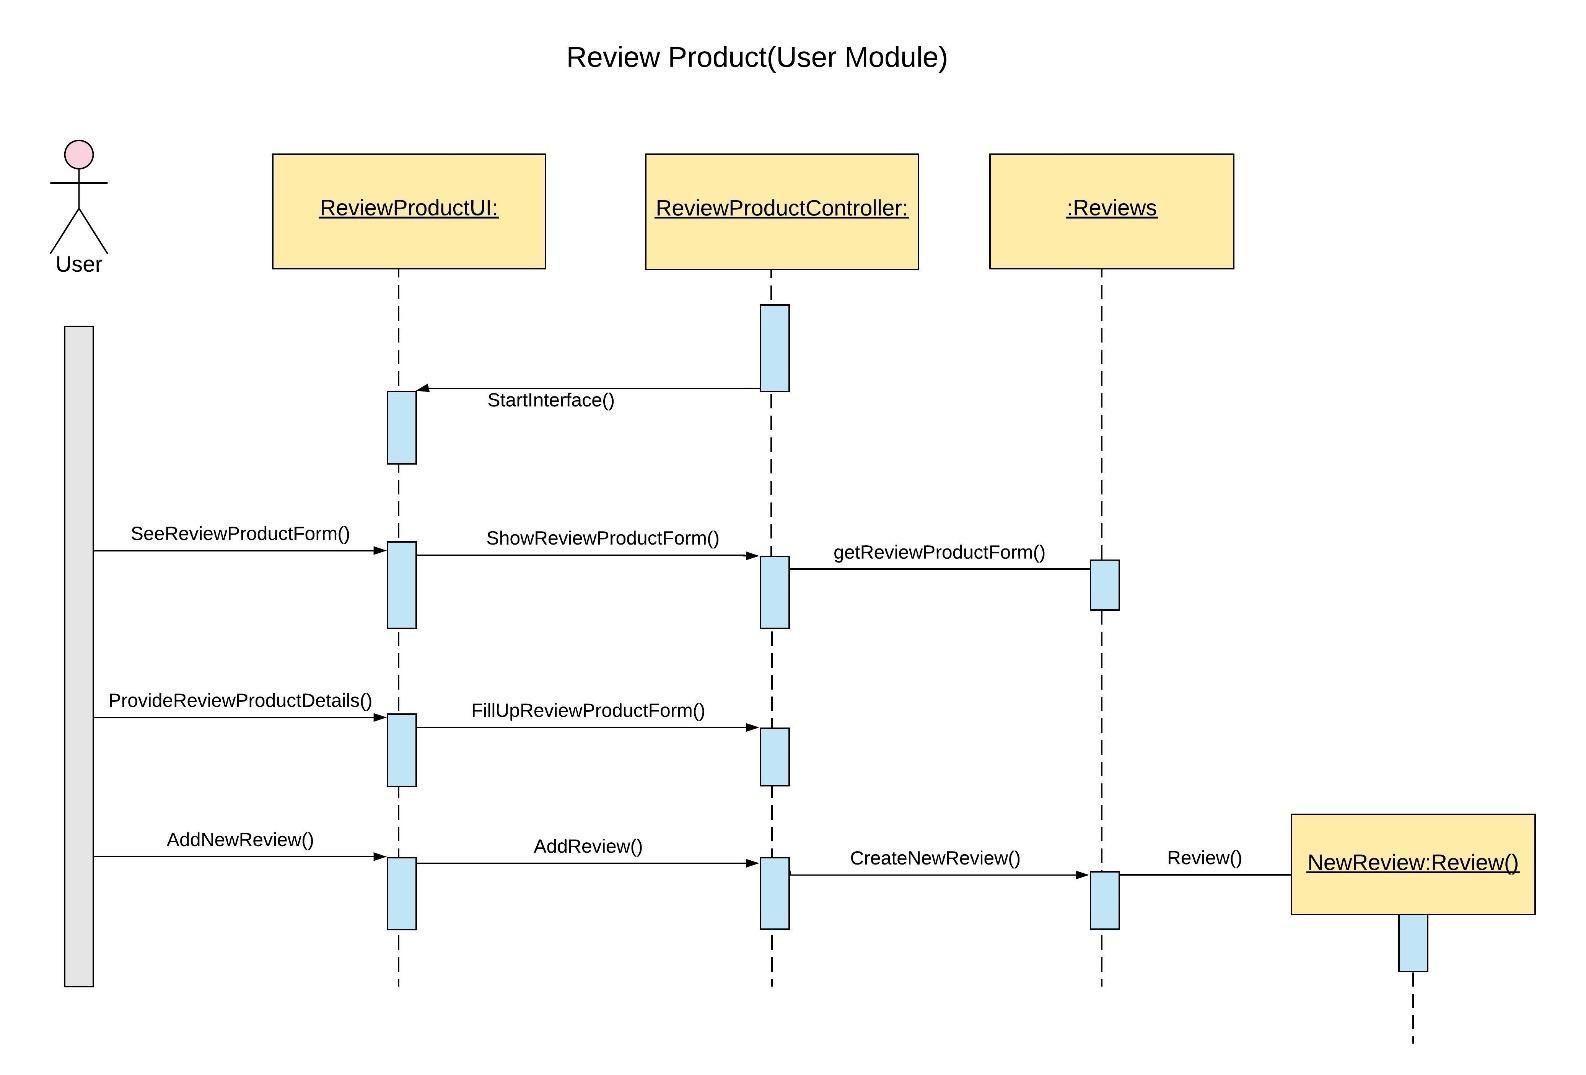 Review Product(User Module)
User
ReviewProductUI:
ReviewProductController:
:Reviews
StartInterface()
SeeReviewProductForm()
ShowReviewProductForm()
getReviewProductForm()
ProvideReviewProductDetails()
FillUpReviewProductForm()
AddNewReview()
AddReview()
CreateNewReview()
Review()
NewReview:Review()